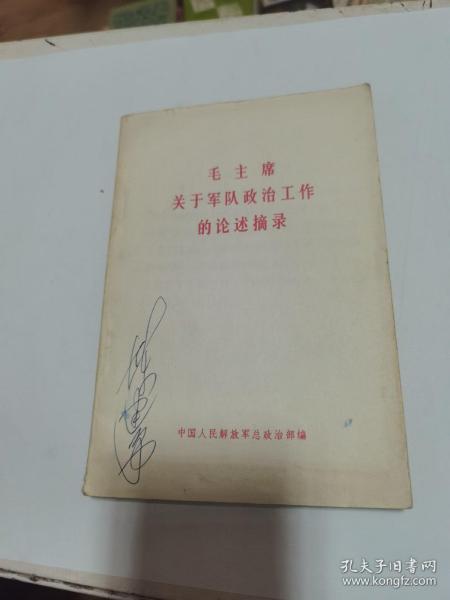 毛主席
关于军队政治工作
的论述摘录
中国人民解放军总政治部编
孔夫子旧书网
www.kongfz.com